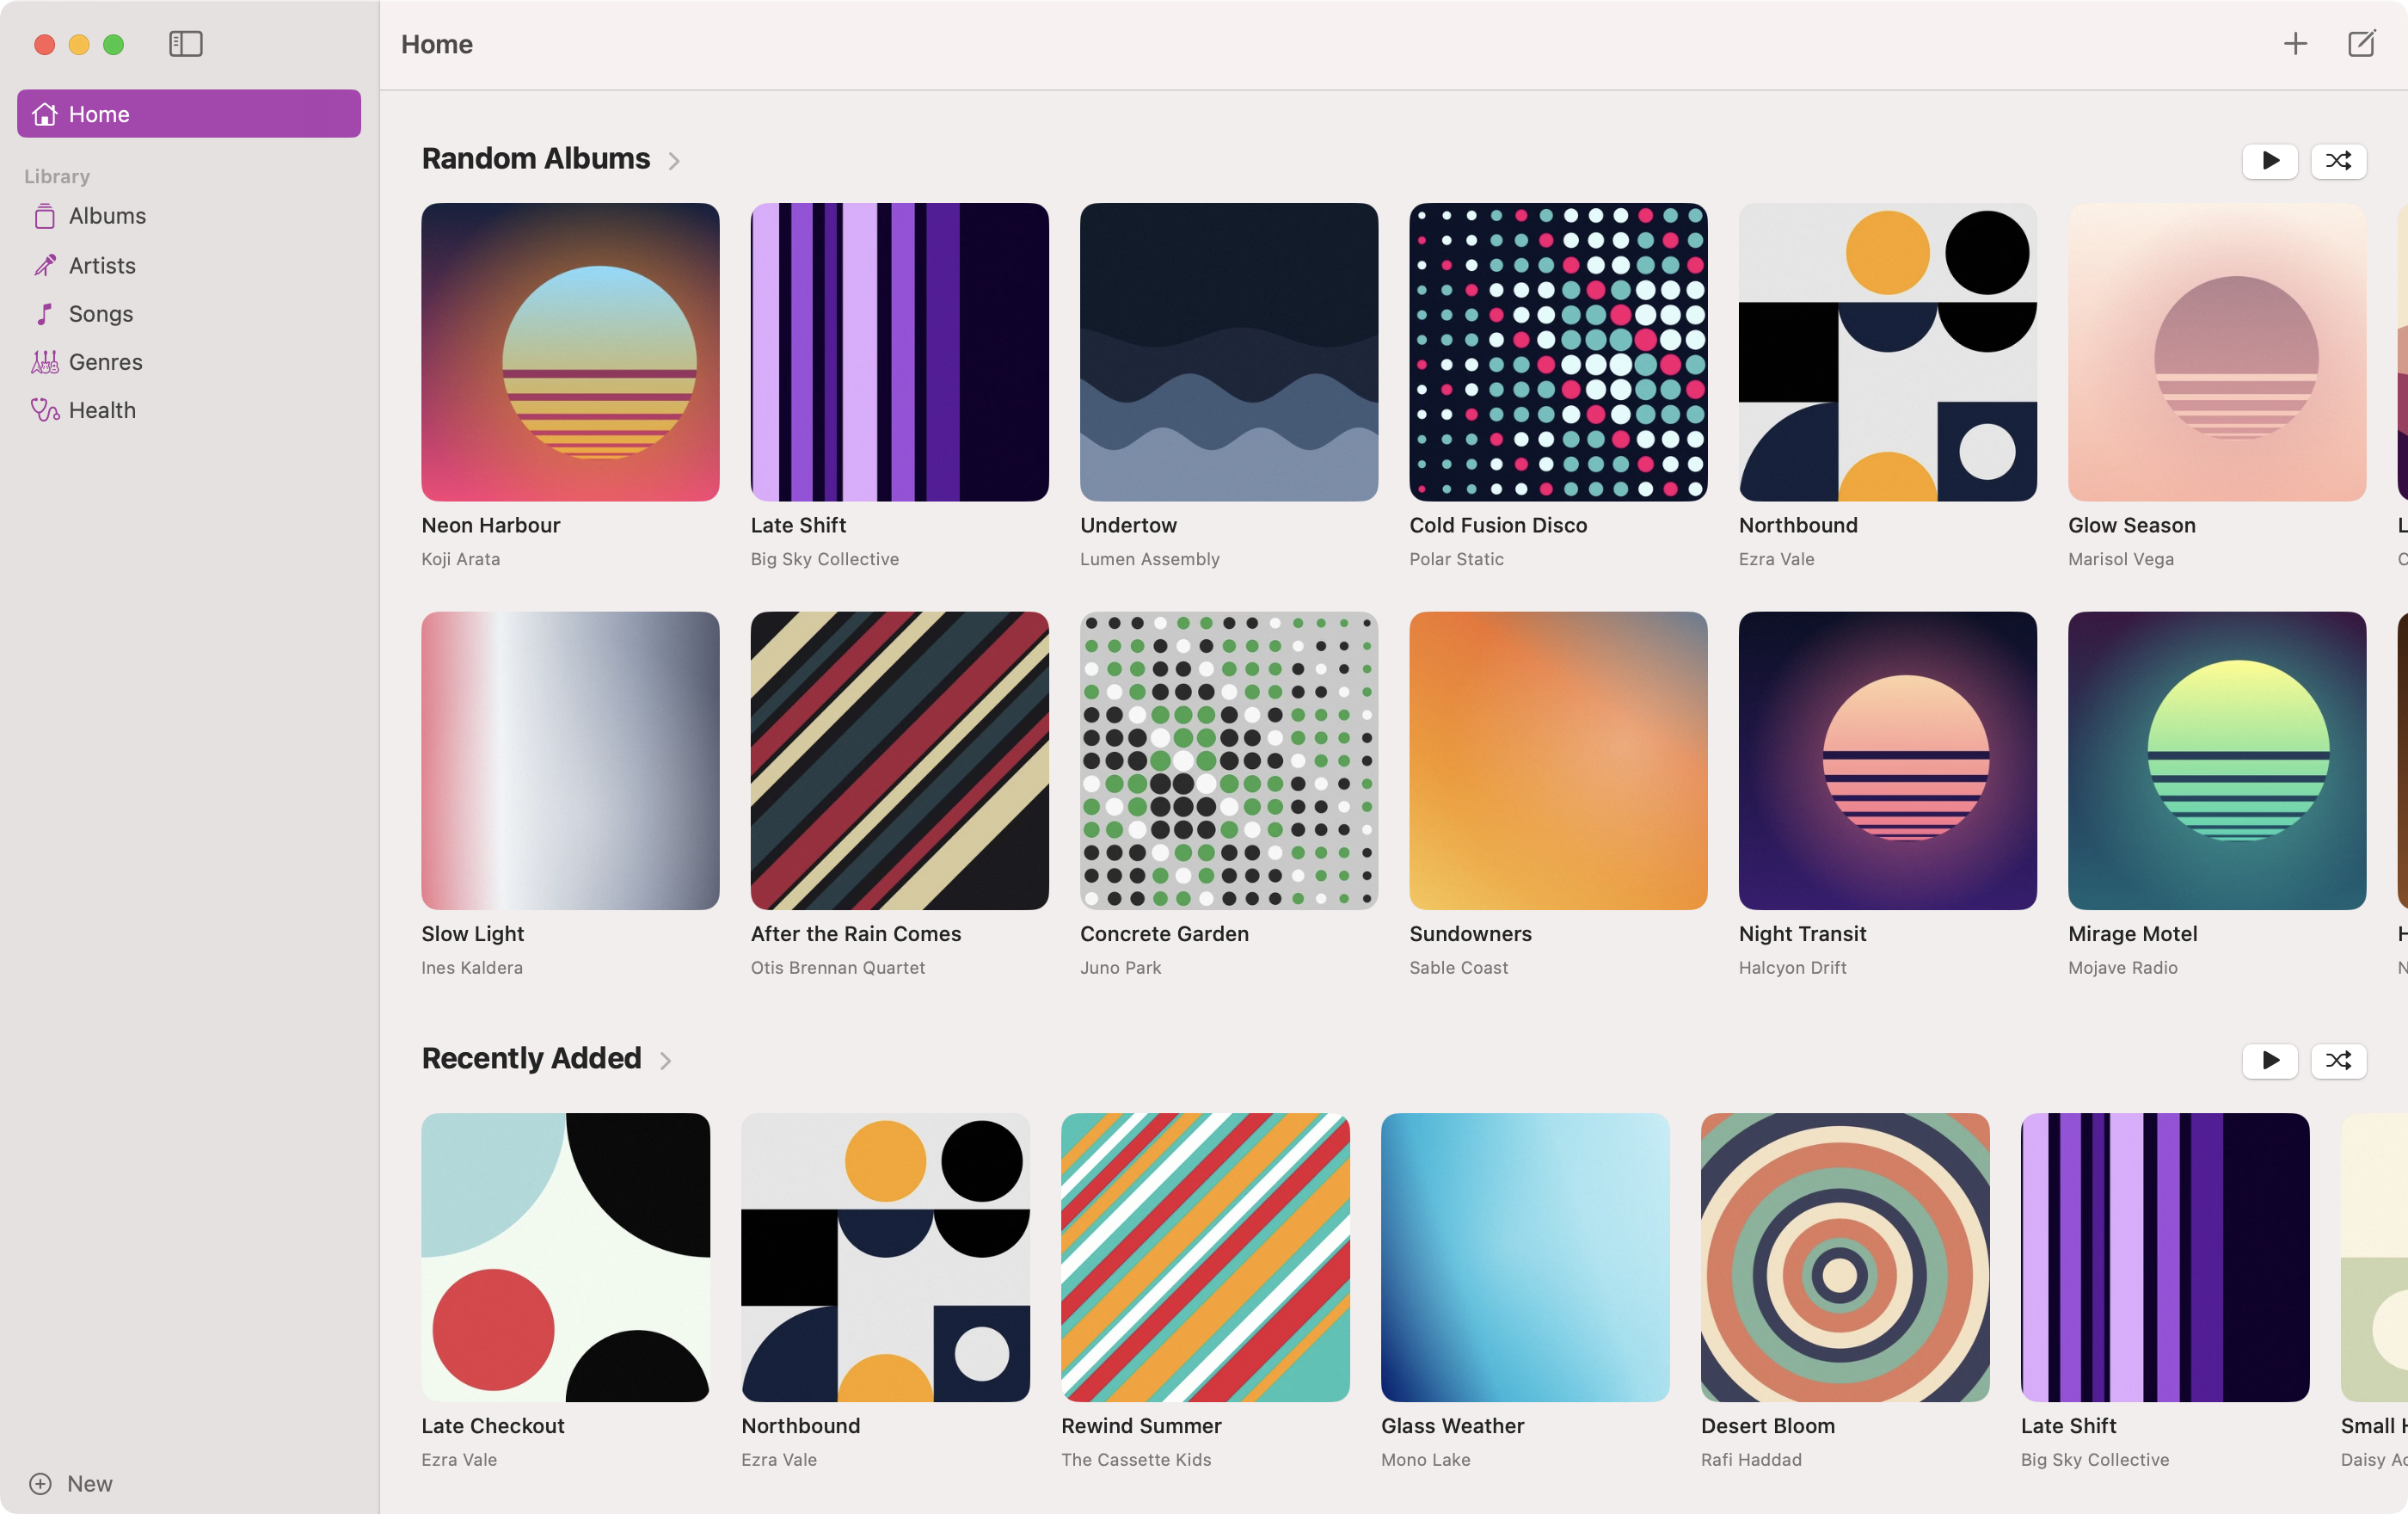 Home
Home
Library
Albums
Artists
Songs
Genres
Health
New
Random Albums
Neon Harbour
Koji Arata
Late Shift
Big Sky Collective
Undertow
Lumen Assembly
Cold Fusion Disco
Polar Static
Northbound
Ezra Vale
Glow Season
Marisol Vega
Slow Light
Ines Kaldera
After the Rain Comes
Otis Brennan Quartet
Concrete Garden
Juno Park
Sundowners
Sable Coast
Night Transit
Halcyon Drift
Mirage Motel
Mojave Radio
Recently Added
Late Checkout
Ezra Vale
Northbound
Ezra Vale
Rewind Summer
The Cassette Kids
Glass Weather
Mono Lake
Desert Bloom
Rafi Haddad
Late Shift
Big Sky Collective
Small
Daisy